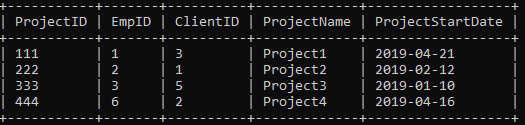 | ProjectID | EmpID | ClientID | ProjectName | ProjectStartDate |
| 111 | 1 | 3 | Project1 | 2019-04-21 |
| 222 | 2 | 1 | Project2 | 2019-02-12 |
| 333 | 3 | 5 | Project3 | 2019-01-10 |
| 444 | 6 | 2 | Project4 | 2019-04-16 |